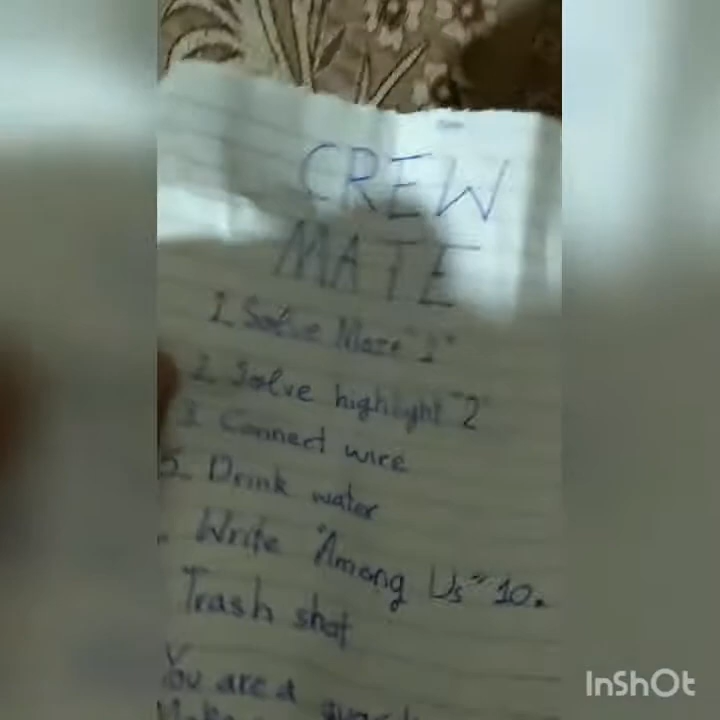 CREW
MATE
1. Solve Maze "1"
2. Solve highlight "2"
3. Connect wire
5. Drink water
. Write "Among Us" 10.
Trash shot
You are a
InShOt